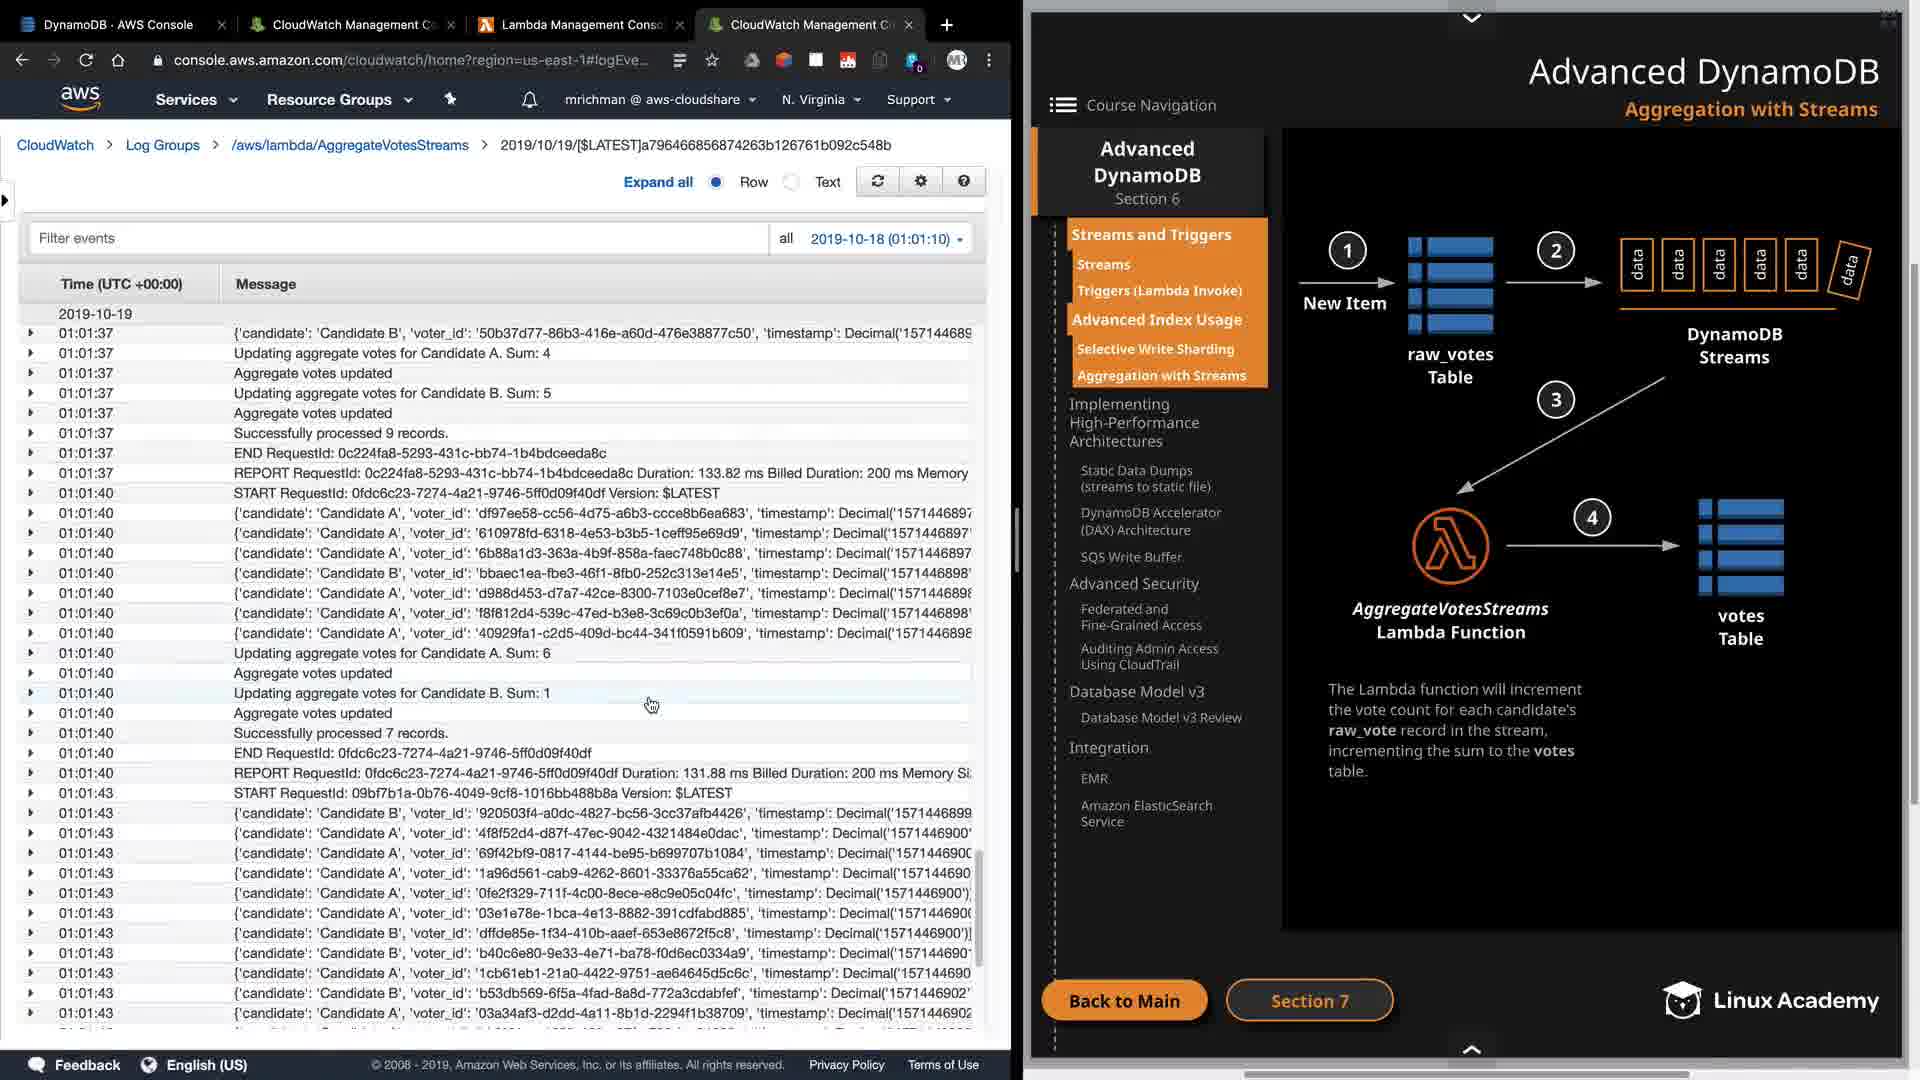 DynamoDB · AWS Console
CloudWatch Management Co
Lambda Management Conso
CloudWatch Management Co
console.aws.amazon.com/cloudwatch/home?region=us-east-1#logEve...
0
MR
aws
Services
Resource Groups
mrichman @ aws-cloudshare
N. Virginia
Support
CloudWatch
Log Groups
/aws/lambda/AggregateVotesStreams
2019/10/19/[$LATEST]a796466856874263b126761b092c548b
Expand all
Row
Text
Filter events
all
2019-10-18 (01:01:10)
Time (UTC +00:00)
Message
2019-10-19
01:01:37 {'candidate': 'Candidate B', 'voter_id': '50b37d77-86b3-416e-a60d-476e38877c50', 'timestamp': Decimal('157144689
01:01:37 Updating aggregate votes for Candidate A. Sum: 4
01:01:37 Aggregate votes updated
01:01:37 Updating aggregate votes for Candidate B. Sum: 5
01:01:37 Aggregate votes updated
01:01:37 Successfully processed 9 records.
01:01:37 END RequestId: 0c224fa8-5293-431c-bb74-1b4bdceeda8c
01:01:37 REPORT RequestId: 0c224fa8-5293-431c-bb74-1b4bdceeda8c Duration: 133.82 ms Billed Duration: 200 ms Memory
01:01:40 START RequestId: 0fdc6c23-7274-4a21-9746-5ff0d09f40df Version: $LATEST
01:01:40 {'candidate': 'Candidate A', 'voter_id': 'df97ee58-cc56-4d75-a6b3-ccce8b6ea683', 'timestamp': Decimal('1571446897
01:01:40 {'candidate': 'Candidate A', 'voter_id': '610978fd-6318-4e53-b3b5-1ceff95e69d9', 'timestamp': Decimal('1571446897'
01:01:40 {'candidate': 'Candidate A', 'voter_id': '6b88a1d3-363a-4b9f-858a-faec748b0c88', 'timestamp': Decimal('1571446897
01:01:40 {'candidate': 'Candidate B', 'voter_id': 'bbaec1ea-fbe3-46f1-8fb0-252c313e14e5', 'timestamp': Decimal('1571446898'
01:01:40 {'candidate': 'Candidate A', 'voter_id': 'd988d453-d7a7-42ce-8300-7103e0cef8e7', 'timestamp': Decimal('1571446898
01:01:40 {'candidate': 'Candidate A', 'voter_id': 'f8f812d4-539c-47ed-b3e8-3c69c0b3ef0a', 'timestamp': Decimal('1571446898'
01:01:40 {'candidate': 'Candidate A', 'voter_id': '40929fa1-c2d5-409d-bc44-341f0591b609', 'timestamp': Decimal('1571446898
01:01:40 Updating aggregate votes for Candidate A. Sum: 6
01:01:40 Aggregate votes updated
01:01:40 Updating aggregate votes for Candidate B. Sum: 1
01:01:40 Aggregate votes updated
01:01:40 Successfully processed 7 records.
01:01:40 END RequestId: 0fdc6c23-7274-4a21-9746-5ff0d09f40df
01:01:40 REPORT RequestId: 0fdc6c23-7274-4a21-9746-5ff0d09f40df Duration: 131.88 ms Billed Duration: 200 ms Memory Si
01:01:43 START RequestId: 09bf7b1a-0b76-4049-9cf8-1016bb488b8a Version: $LATEST
01:01:43 {'candidate': 'Candidate B', 'voter_id': '920503f4-a0dc-4827-bc56-3cc37afb4426', 'timestamp': Decimal('1571446899
01:01:43 {'candidate': 'Candidate A', 'voter_id': '4f8f52d4-d87f-47ec-9042-4321484e0dac', 'timestamp': Decimal('1571446900'
01:01:43 {'candidate': 'Candidate A', 'voter_id': '69f42bf9-0817-4144-be95-b699707b1084', 'timestamp': Decimal('1571446900
01:01:43 {'candidate': 'Candidate A', 'voter_id': '1a96d561-cab9-4262-8601-33376a55ca62', 'timestamp': Decimal('157144690
01:01:43 {'candidate': 'Candidate A', 'voter_id': '0fe2f329-711f-4c00-8ece-e8c9e05c04fc', 'timestamp': Decimal('1571446900')
01:01:43 {'candidate': 'Candidate A', 'voter_id': '03e1e78e-1bca-4e13-8882-391cdfabd885', 'timestamp': Decimal('157144690
01:01:43 {'candidate': 'Candidate B', 'voter_id': 'dffde85e-1f34-410b-aaef-653e8672f5c8', 'timestamp': Decimal('1571446900')
01:01:43 {'candidate': 'Candidate B', 'voter_id': 'b40c6e80-9e33-4e71-ba78-f0d6ec0334a9', 'timestamp': Decimal('157144690
01:01:43 {'candidate': 'Candidate A', 'voter_id': '1cb61eb1-21a0-4422-9751-ae64645d5c6c', 'timestamp': Decimal('157144690
01:01:43 {'candidate': 'Candidate B', 'voter_id': 'b53db569-6f5a-4fad-8a8d-772a3cdabfef', 'timestamp': Decimal('1571446902'
01:01:43 {'candidate': 'Candidate A', 'voter_id': '03a34af3-d2dd-4a11-8b1d-2294f1b38709', 'timestamp': Decimal('1571446902
Feedback
English (US)
© 2008 - 2019, Amazon Web Services, Inc. or its affiliates. All rights reserved.
Privacy Policy
Terms of Use
Advanced DynamoDB
Aggregation with Streams
Course Navigation
Advanced
DynamoDB
Section 6
Streams and Triggers
Streams
Triggers (Lambda Invoke)
Advanced Index Usage
Selective Write Sharding
Aggregation with Streams
Implementing
High-Performance
Architectures
Static Data Dumps
(streams to static file)
DynamoDB Accelerator
(DAX) Architecture
SQS Write Buffer
Advanced Security
Federated and
Fine-Grained Access
Auditing Admin Access
Using CloudTrail
Database Model v3
Database Model v3 Review
Integration
EMR
Amazon ElasticSearch
Service
1
New Item
raw_votes
Table
2
data
data
data
data
data
data
DynamoDB
Streams
3
AggregateVotesStreams
Lambda Function
4
votes
Table
The Lambda function will increment
the vote count for each candidate's
raw_vote record in the stream,
incrementing the sum to the votes
table.
Back to Main
Section 7
Linux Academy